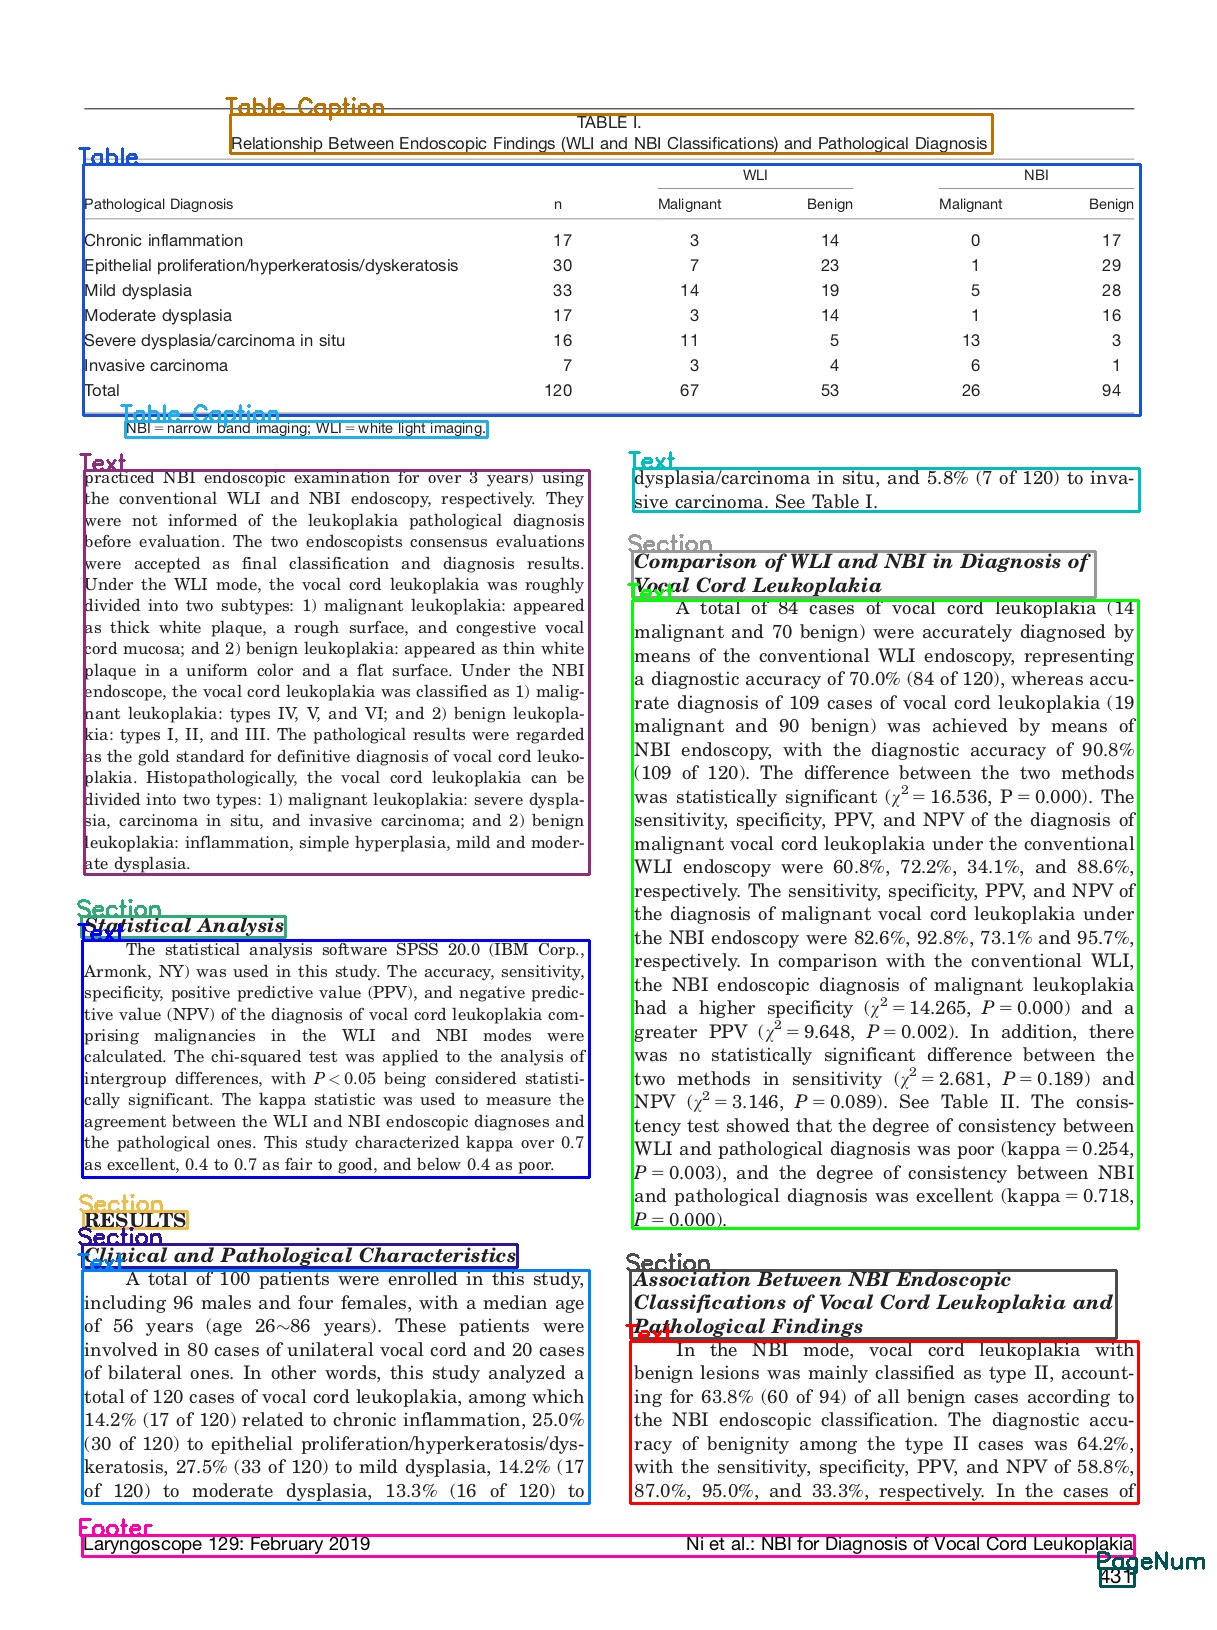 Table Caption
TABLE I.
Relationship Between Endoscopic Findings (WLI and NBI Classifications) and Pathological Diagnosis
Table
WLI NBI
Pathological Diagnosis n Malignant Benign Malignant Benign
Chronic inflammation 17 3 14 0 17
Epithelial proliferation/hyperkeratosis/dyskeratosis 30 7 23 1 29
Mild dysplasia 33 14 19 5 28
Moderate dysplasia 17 3 14 1 16
Severe dysplasia/carcinoma in situ 16 11 5 13 3
Invasive carcinoma 7 3 4 6 1
Total 120 67 53 26 94
Table Caption
NBI = narrow band imaging; WLI = white light imaging.
Text
practiced NBI endoscopic examination for over 3 years) using
the conventional WLI and NBI endoscopy, respectively. They
were not informed of the leukoplakia pathological diagnosis
before evaluation. The two endoscopists consensus evaluations
were accepted as final classification and diagnosis results.
Under the WLI mode, the vocal cord leukoplakia was roughly
divided into two subtypes: 1) malignant leukoplakia: appeared
as thick white plaque, a rough surface, and congestive vocal
cord mucosa; and 2) benign leukoplakia: appeared as thin white
plaque in a uniform color and a flat surface. Under the NBI
endoscope, the vocal cord leukoplakia was classified as 1) malig-
nant leukoplakia: types IV, V, and VI; and 2) benign leukopla-
kia: types I, II, and III. The pathological results were regarded
as the gold standard for definitive diagnosis of vocal cord leuko-
plakia. Histopathologically, the vocal cord leukoplakia can be
divided into two types: 1) malignant leukoplakia: severe dyspla-
sia, carcinoma in situ, and invasive carcinoma; and 2) benign
leukoplakia: inflammation, simple hyperplasia, mild and moder-
ate dysplasia.
Section
Statistical Analysis
Text
The statistical analysis software SPSS 20.0 (IBM Corp.,
Armonk, NY) was used in this study. The accuracy, sensitivity,
specificity, positive predictive value (PPV), and negative predic-
tive value (NPV) of the diagnosis of vocal cord leukoplakia com-
prising malignancies in the WLI and NBI modes were
calculated. The chi-squared test was applied to the analysis of
intergroup differences, with P < 0.05 being considered statisti-
cally significant. The kappa statistic was used to measure the
agreement between the WLI and NBI endoscopic diagnoses and
the pathological ones. This study characterized kappa over 0.7
as excellent, 0.4 to 0.7 as fair to good, and below 0.4 as poor.
Section
RESULTS
Section
Clinical and Pathological Characteristics
Text
A total of 100 patients were enrolled in this study,
including 96 males and four females, with a median age
of 56 years (age 26~86 years). These patients were
involved in 80 cases of unilateral vocal cord and 20 cases
of bilateral ones. In other words, this study analyzed a
total of 120 cases of vocal cord leukoplakia, among which
14.2% (17 of 120) related to chronic inflammation, 25.0%
(30 of 120) to epithelial proliferation/hyperkeratosis/dys-
keratosis, 27.5% (33 of 120) to mild dysplasia, 14.2% (17
of 120) to moderate dysplasia, 13.3% (16 of 120) to
Text
dysplasia/carcinoma in situ, and 5.8% (7 of 120) to inva-
sive carcinoma. See Table I.
Section
Comparison of WLI and NBI in Diagnosis of
Vocal Cord Leukoplakia
Text
A total of 84 cases of vocal cord leukoplakia (14
malignant and 70 benign) were accurately diagnosed by
means of the conventional WLI endoscopy, representing
a diagnostic accuracy of 70.0% (84 of 120), whereas accu-
rate diagnosis of 109 cases of vocal cord leukoplakia (19
malignant and 90 benign) was achieved by means of
NBI endoscopy, with the diagnostic accuracy of 90.8%
(109 of 120). The difference between the two methods
was statistically significant (χ² = 16.536, P = 0.000). The
sensitivity, specificity, PPV, and NPV of the diagnosis of
malignant vocal cord leukoplakia under the conventional
WLI endoscopy were 60.8%, 72.2%, 34.1%, and 88.6%,
respectively. The sensitivity, specificity, PPV, and NPV of
the diagnosis of malignant vocal cord leukoplakia under
the NBI endoscopy were 82.6%, 92.8%, 73.1% and 95.7%,
respectively. In comparison with the conventional WLI,
the NBI endoscopic diagnosis of malignant leukoplakia
had a higher specificity (χ² = 14.265, P = 0.000) and a
greater PPV (χ² = 9.648, P = 0.002). In addition, there
was no statistically significant difference between the
two methods in sensitivity (χ² = 2.681, P = 0.189) and
NPV (χ² = 3.146, P = 0.089). See Table II. The consis-
tency test showed that the degree of consistency between
WLI and pathological diagnosis was poor (kappa = 0.254,
P = 0.003), and the degree of consistency between NBI
and pathological diagnosis was excellent (kappa = 0.718,
P = 0.000).
Section
Association Between NBI Endoscopic
Classifications of Vocal Cord Leukoplakia and
Pathological Findings
Text
In the NBI mode, vocal cord leukoplakia with
benign lesions was mainly classified as type II, account-
ing for 63.8% (60 of 94) of all benign cases according to
the NBI endoscopic classification. The diagnostic accu-
racy of benignity among the type II cases was 64.2%,
with the sensitivity, specificity, PPV, and NPV of 58.8%,
87.0%, 95.0%, and 33.3%, respectively. In the cases of
Footer
Laryngoscope 129: February 2019 Ni et al.: NBI for Diagnosis of Vocal Cord Leukoplakia
PageNum
431